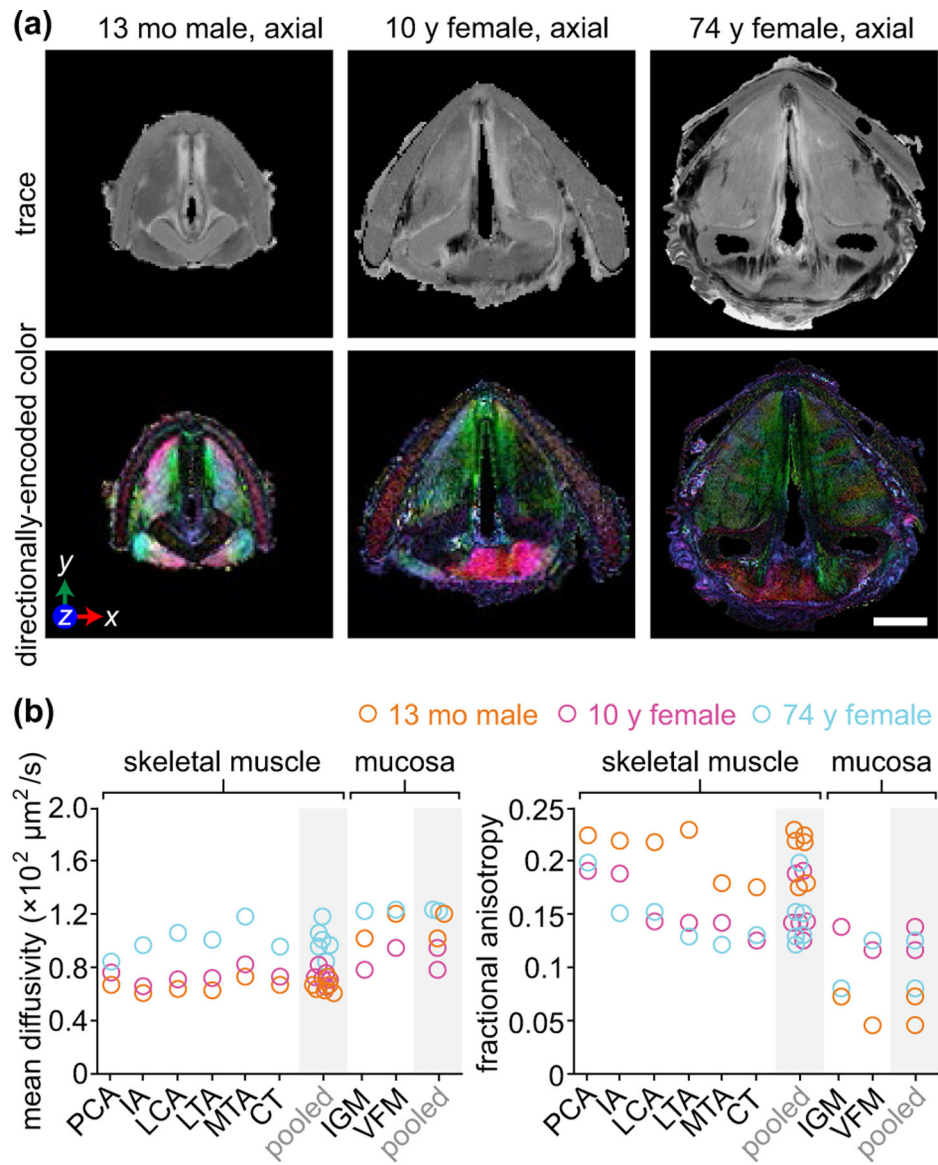 (a) 13 mo male, axial 10 y female, axial 74 y female, axial
trace
directionally-encoded color
y
z x
(b)
13 mo male 10 y female 74 y female
skeletal muscle mucosa
mean diffusivity (×10² µm²/s)
2.0
1.6
1.2
0.8
0.4
0
PCA IA LCA LTA MTA CT pooled IGM VFM pooled
skeletal muscle mucosa
fractional anisotropy
0.25
0.2
0.15
0.1
0.05
0
PCA IA LCA LTA MTA CT pooled IGM VFM pooled